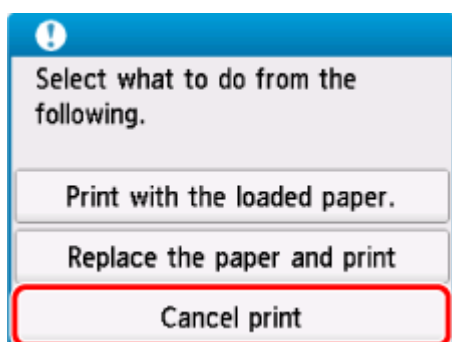 Select what to do from the
following.
Print with the loaded paper.
Replace the paper and print
Cancel print